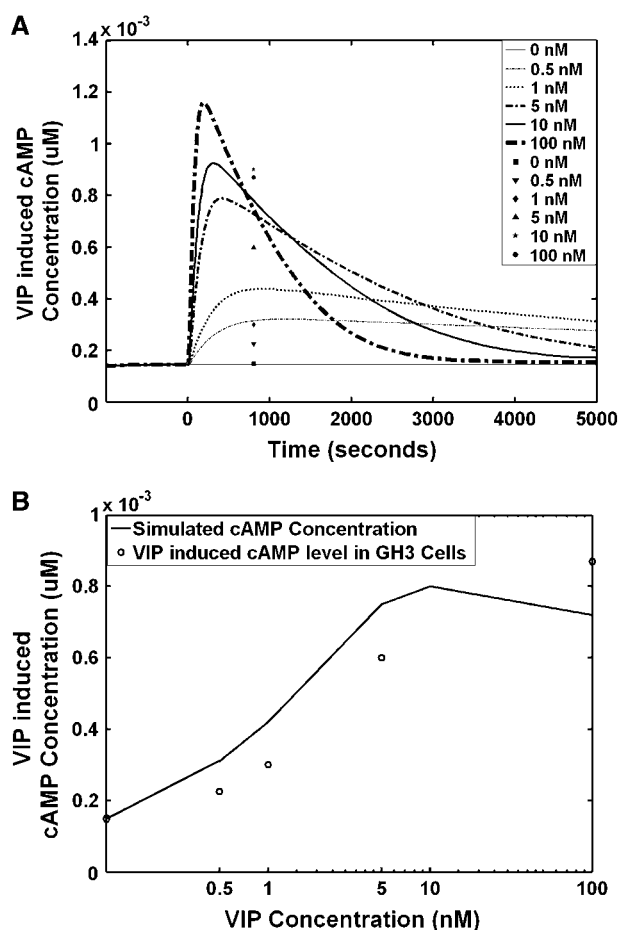 A
x 10-3
1.4
1.2
1
0.8
0.6
0.4
0.2
0
VIP induced cAMP
Concentration (uM)
0 nM
0.5 nM
1 nM
5 nM
10 nM
100 nM
0 nM
0.5 nM
1 nM
5 nM
10 nM
100 nM
0 1000 2000 3000 4000 5000
Time (seconds)
B
1 x 10-3
0.8
0.6
0.4
0.2
0
VIP induced
cAMP Concentration (uM)
Simulated cAMP Concentration
VIP induced cAMP level in GH3 Cells
0.5 1 5 10 100
VIP Concentration (nM)